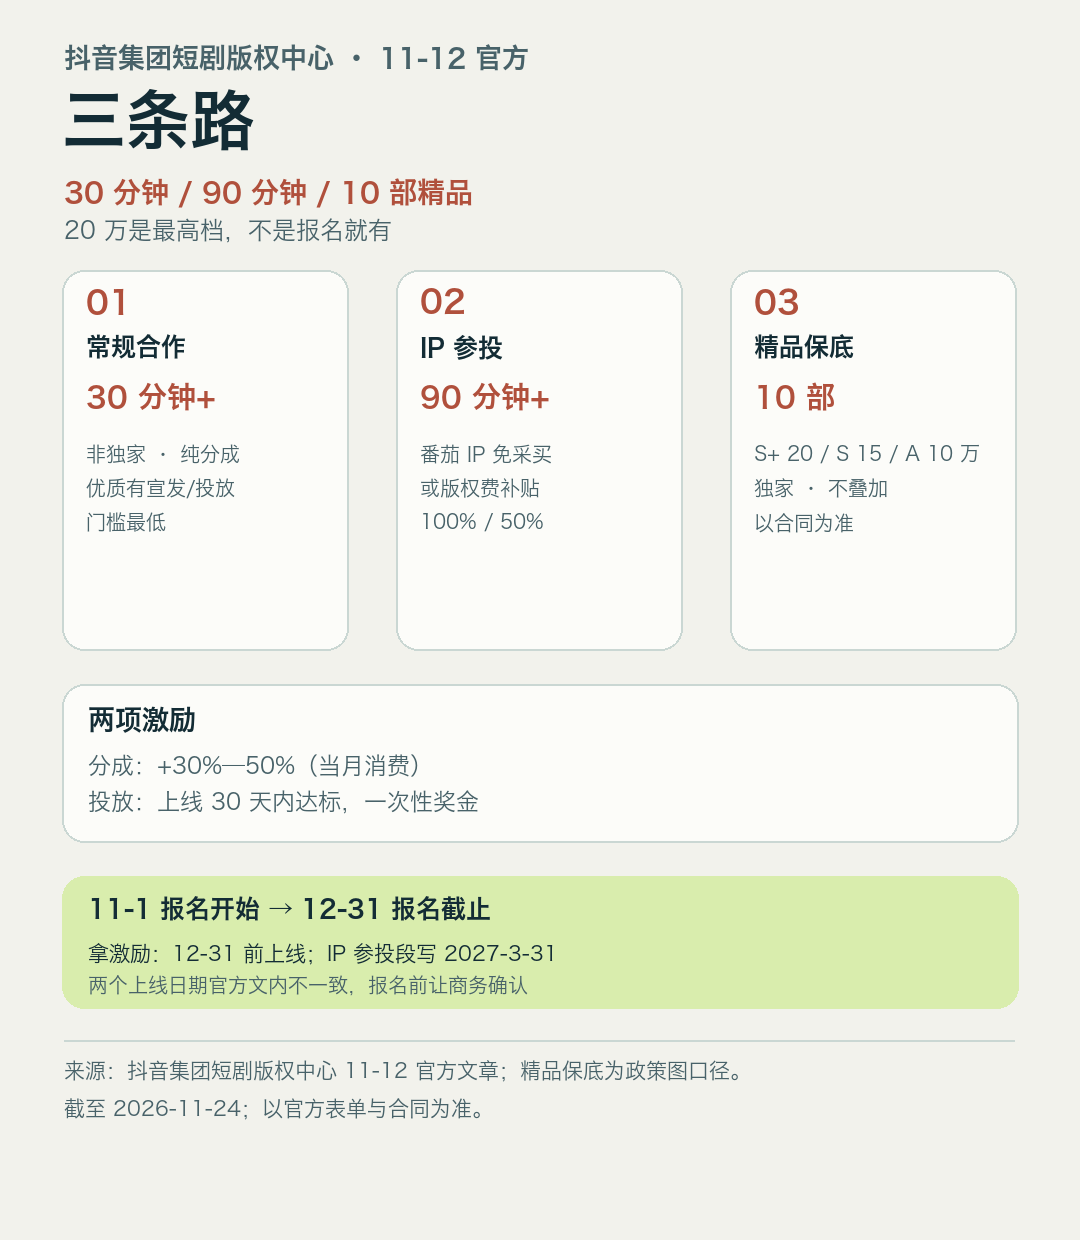 抖音集团短剧版权中心 · 11-12 官方
三条路
30 分钟 / 90 分钟 / 10 部精品
20 万是最高档，不是报名就有
01
常规合作
30 分钟+
非独家 · 纯分成
优质有宣发/投放
门槛最低
02
IP 参投
90 分钟+
番茄 IP 免采买
或版权费补贴
100% / 50%
03
精品保底
10 部
S+ 20 / S 15 / A 10 万
独家 · 不叠加
以合同为准
两项激励
分成：+30%—50%（当月消费）
投放：上线 30 天内达标，一次性奖金
11-1 报名开始 → 12-31 报名截止
拿激励：12-31 前上线；IP 参投段写 2027-3-31
两个上线日期官方文内不一致，报名前让商务确认
来源：抖音集团短剧版权中心 11-12 官方文章；精品保底为政策图口径。
截至 2026-11-24；以官方表单与合同为准。